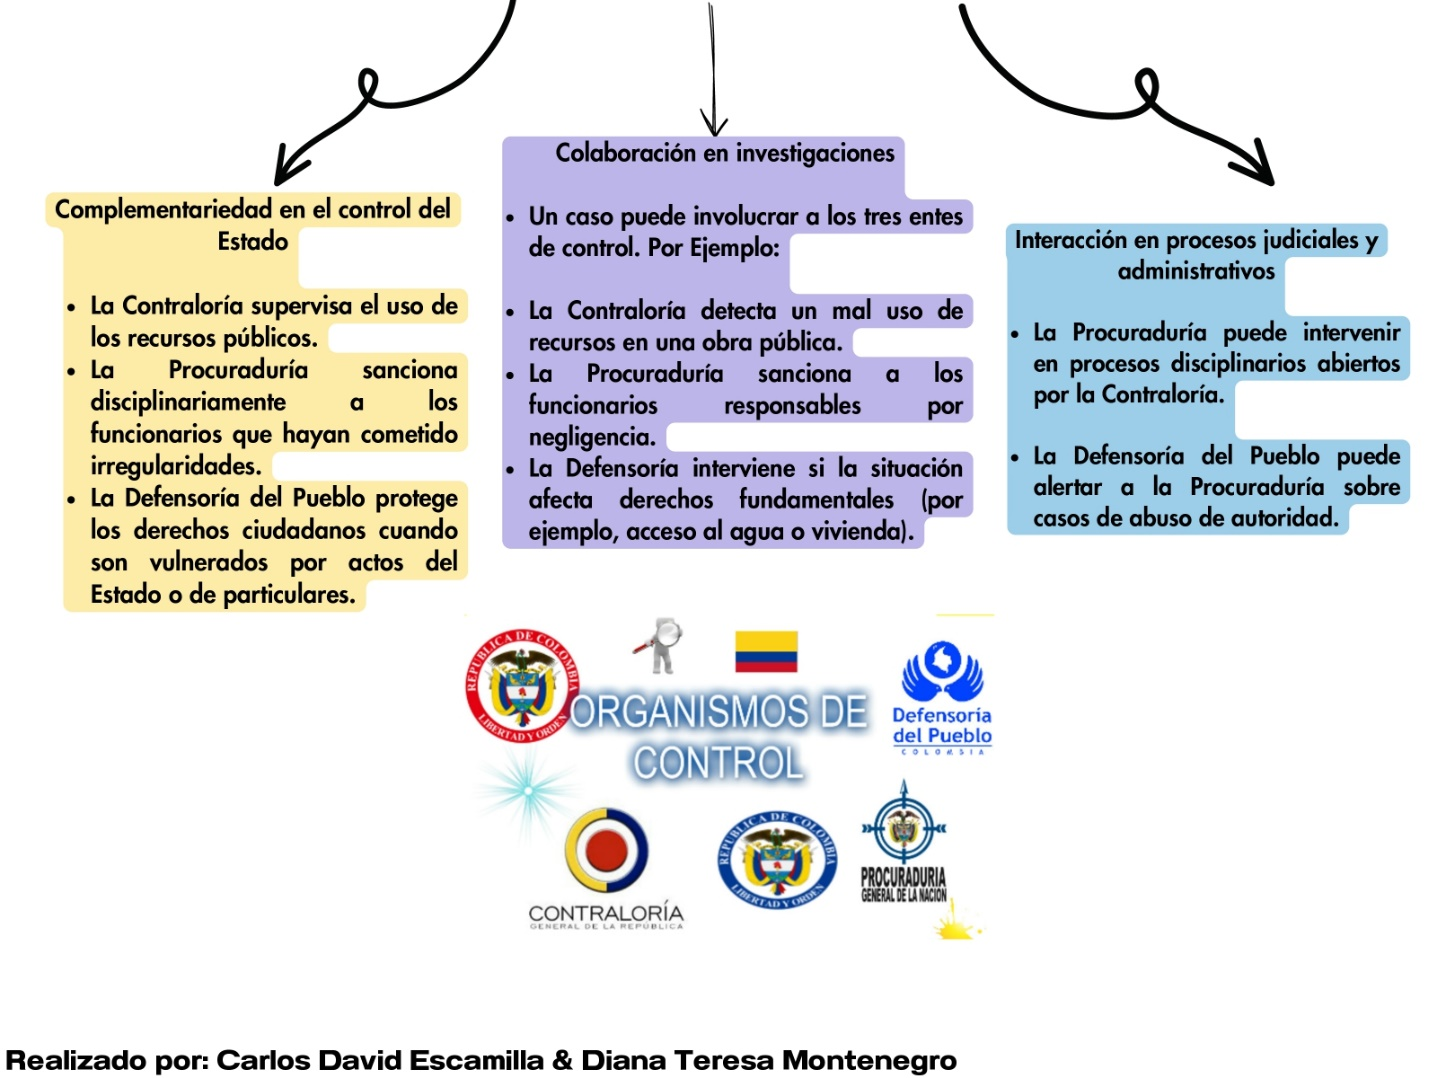 Complementariedad en el control del
Estado
• La Contraloría supervisa el uso de
los recursos públicos.
• La Procuraduría sanciona
disciplinariamente a los
funcionarios que hayan cometido
irregularidades.
• La Defensoría del Pueblo protege
los derechos ciudadanos cuando
son vulnerados por actos del
Estado o de particulares.
Colaboración en investigaciones
• Un caso puede involucrar a los tres entes
de control. Por Ejemplo:
• La Contraloría detecta un mal uso de
recursos en una obra pública.
• La Procuraduría sanciona a los
funcionarios responsables por
negligencia.
• La Defensoría interviene si la situación
afecta derechos fundamentales (por
ejemplo, acceso al agua o vivienda).
Interacción en procesos judiciales y
administrativos
• La Procuraduría puede intervenir
en procesos disciplinarios abiertos
por la Contraloría.
• La Defensoría del Pueblo puede
alertar a la Procuraduría sobre
casos de abuso de autoridad.
REPUBLICA DE COLOMBIA
LIBERTAD Y ORDEN
ORGANISMOS DE
CONTROL
Defensoría
del Pueblo
COLOMBIA
CONTRALORÍA
GENERAL DE LA REPÚBLICA
REPUBLICA DE COLOMBIA
LIBERTAD Y ORDEN
PROCURADURIA
GENERAL DE LA NACION
Realizado por: Carlos David Escamilla & Diana Teresa Montenegro